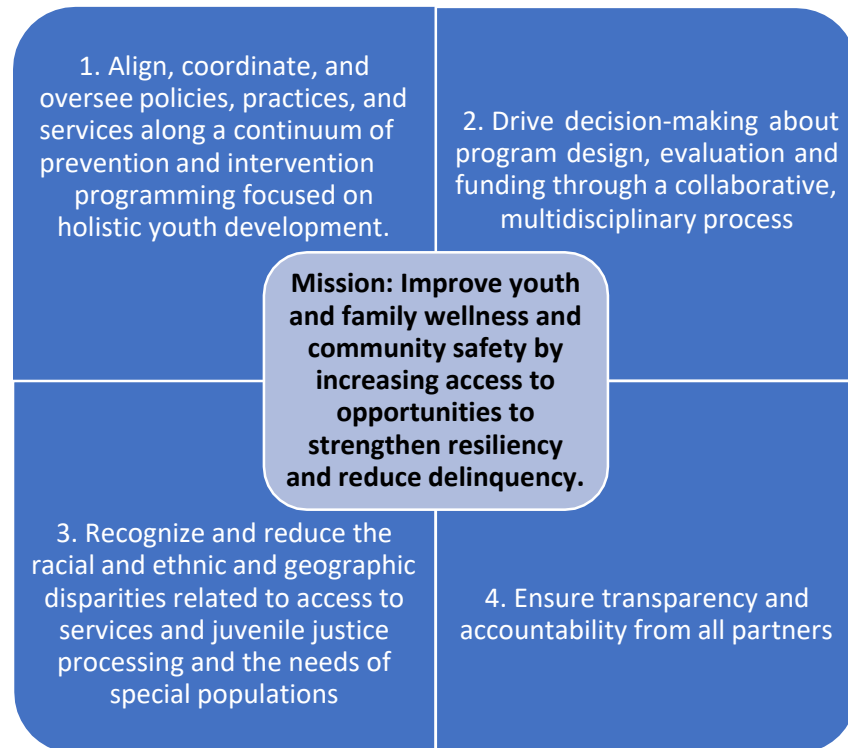 1. Align, coordinate, and
oversee policies, practices, and
services along a continuum of
prevention and intervention
programming focused on
holistic youth development.
2. Drive decision-making about
program design, evaluation and
funding through a collaborative,
multidisciplinary process
Mission: Improve youth
and family wellness and
community safety by
increasing access to
opportunities to
strengthen resiliency
and reduce delinquency.
3. Recognize and reduce the
racial and ethnic and geographic
disparities related to access to
services and juvenile justice
processing and the needs of
special populations
4. Ensure transparency and
accountability from all partners